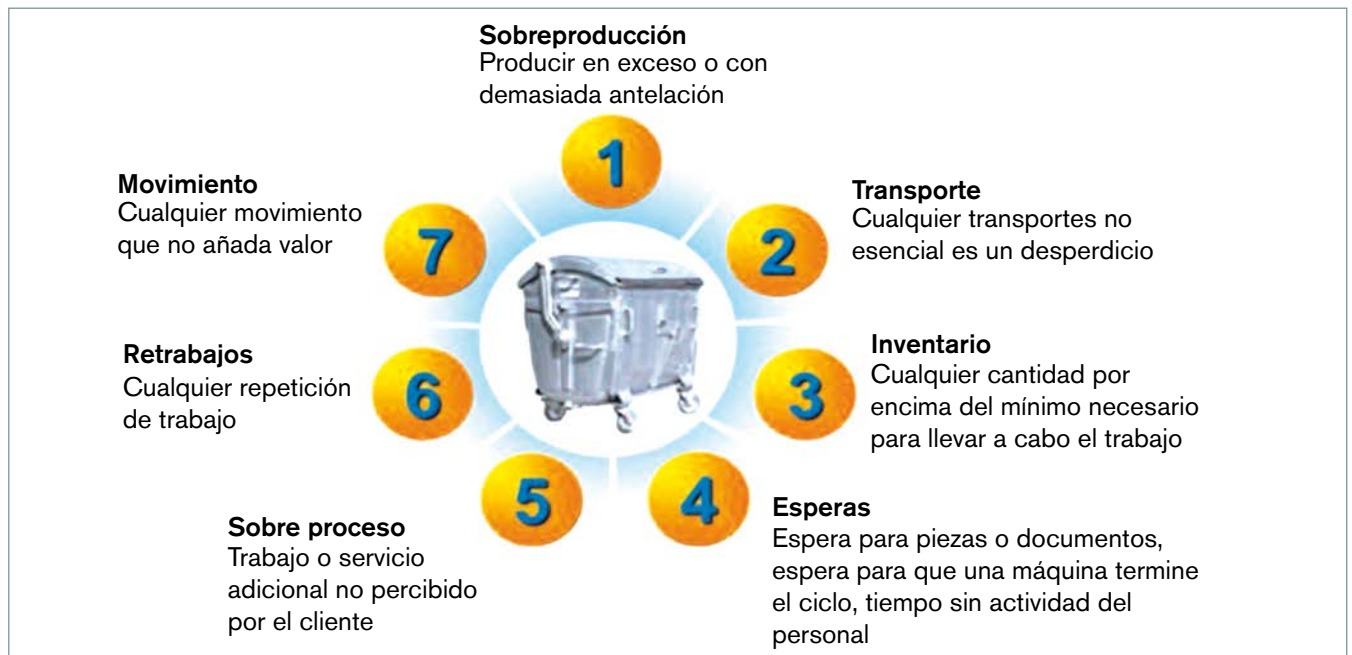 Sobreproducción
Producir en exceso o con
demasiada antelación
1
Transporte
Cualquier transportes no
esencial es un desperdicio
2
Inventario
Cualquier cantidad por
encima del mínimo necesario
para llevar a cabo el trabajo
3
Esperas
Espera para piezas o documentos,
espera para que una máquina termine
el ciclo, tiempo sin actividad del
personal
4
Sobre proceso
Trabajo o servicio
adicional no percibido
por el cliente
5
Retrabajos
Cualquier repetición
de trabajo
6
Movimiento
Cualquier movimiento
que no añada valor
7